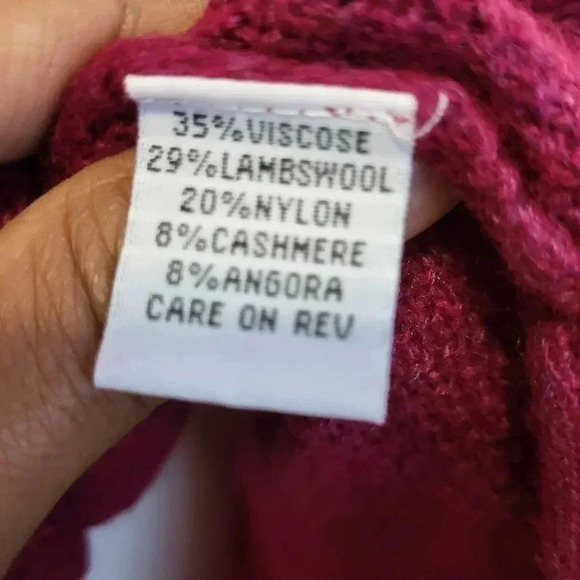 35%VISCOSE
29%LAMBSWOOL
20%NYLON
8%CASHMERE
8%ANGORA
CARE ON REV